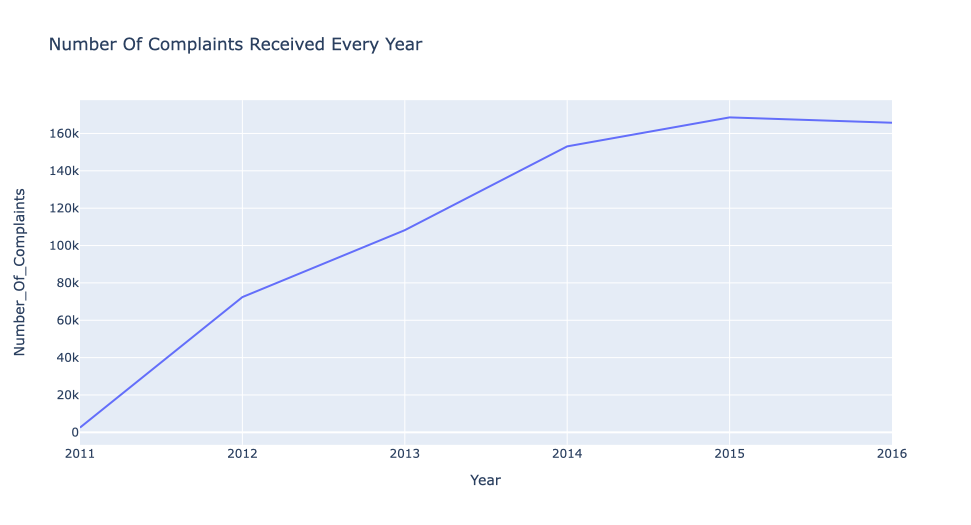 Number Of Complaints Received Every Year
Number_Of_Complaints
160k
140k
120k
100k
80k
60k
40k
20k
0
2011 2012 2013 2014 2015 2016
Year